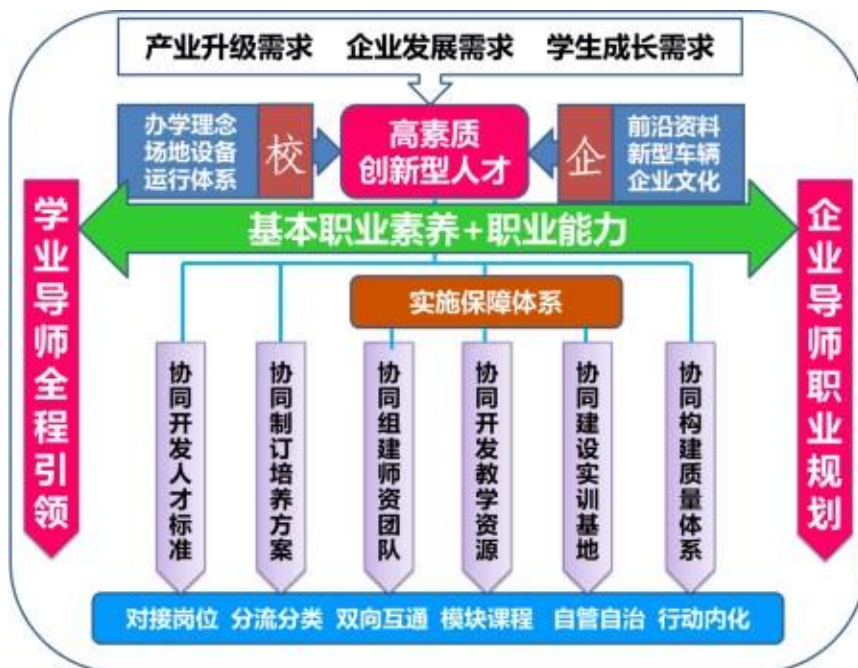 产业升级需求 企业发展需求 学生成长需求
办学理念
场地设备
运行体系
校
高素质
创新型人才
企
前沿资料
新型车辆
企业文化
基本职业素养+职业能力
学业导师全程引领
企业导师职业规划
实施保障体系
协同开发人才标准
协同制订培养方案
协同组建师资团队
协同开发教学资源
协同建设实训基地
协同构建质量体系
对接岗位 分流分类 双向互通 模块课程 自管自治 行动内化